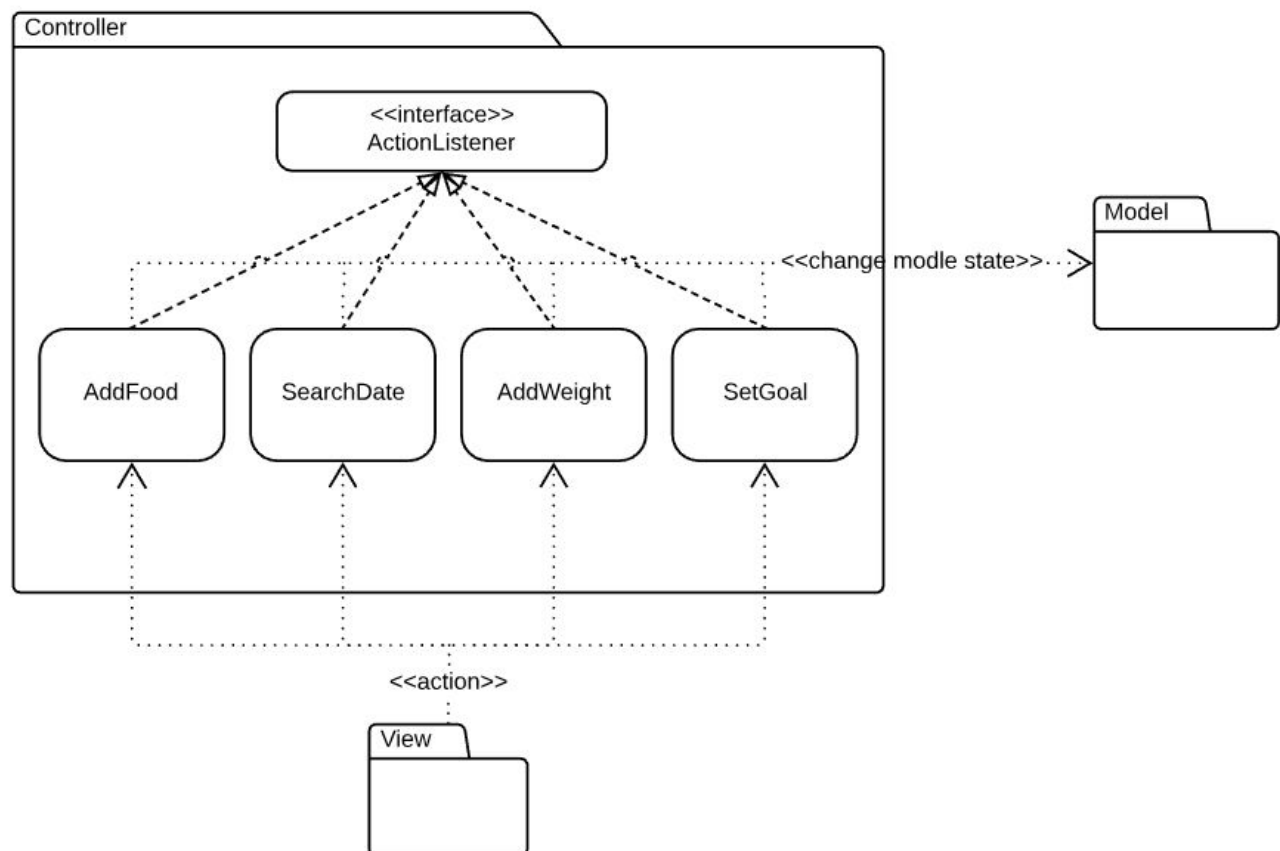 Controller
<<interface>>
ActionListener
Model
<<change modle state>>
AddFood
SearchDate
AddWeight
SetGoal
<<action>>
View